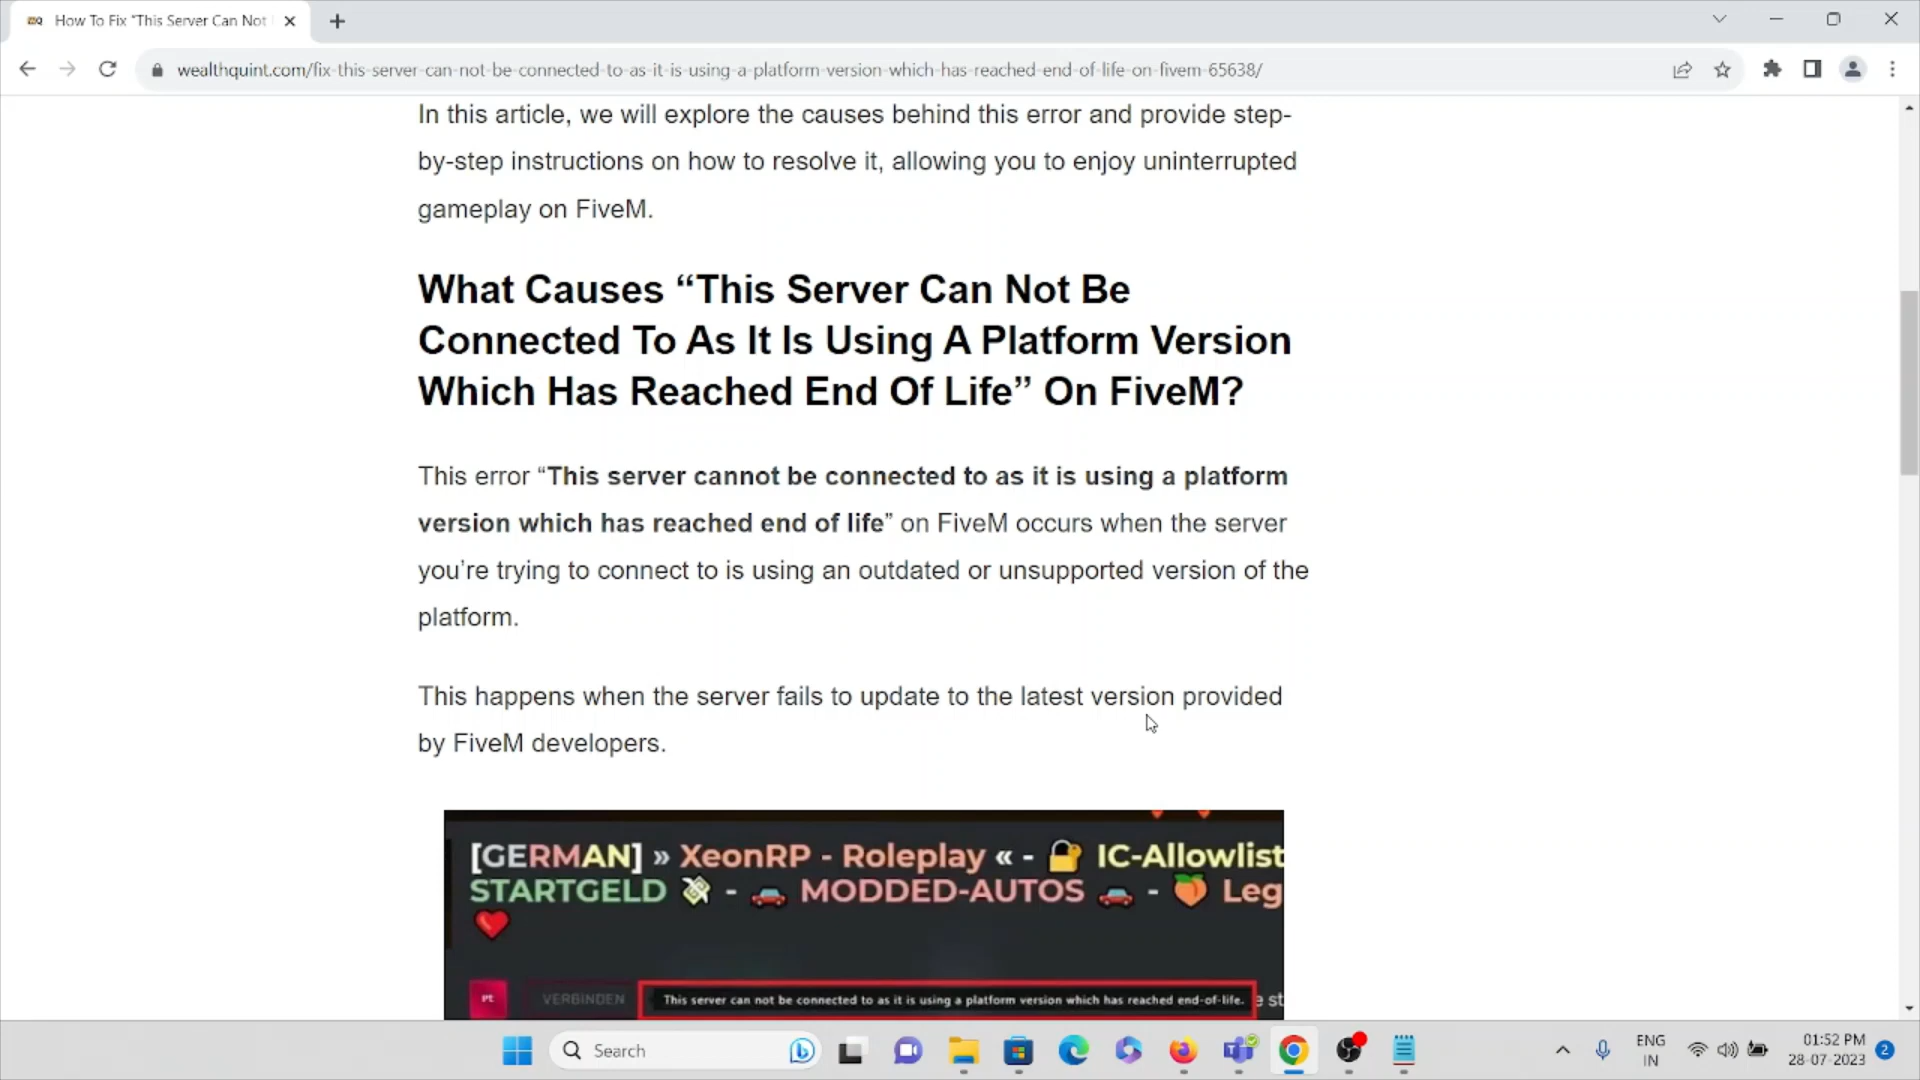 How To Fix “This Server Can Not
wealthquint.com/fix-this-server-can-not-be-connected-to-as-it-is-using-a-platform-version-which-has-reached-end-of-life-on-fivem-65638/
In this article, we will explore the causes behind this error and provide step-
by-step instructions on how to resolve it, allowing you to enjoy uninterrupted
gameplay on FiveM.
What Causes “This Server Can Not Be
Connected To As It Is Using A Platform Version
Which Has Reached End Of Life” On FiveM?
This error “This server cannot be connected to as it is using a platform
version which has reached end of life” on FiveM occurs when the server
you’re trying to connect to is using an outdated or unsupported version of the
platform.
This happens when the server fails to update to the latest version provided
by FiveM developers.
[GERMAN] » XeonRP - Roleplay « - 🔐 IC-Allowlist
STARTGELD 💸 - 🚗 MODDED-AUTOS 🚗 - 🍑 Leg
❤️
PE VERBINDEN This server can not be connected to as it is using a platform version which has reached end-of-life. e st
Search
ENG
IN
01:52 PM
28-07-2023
2